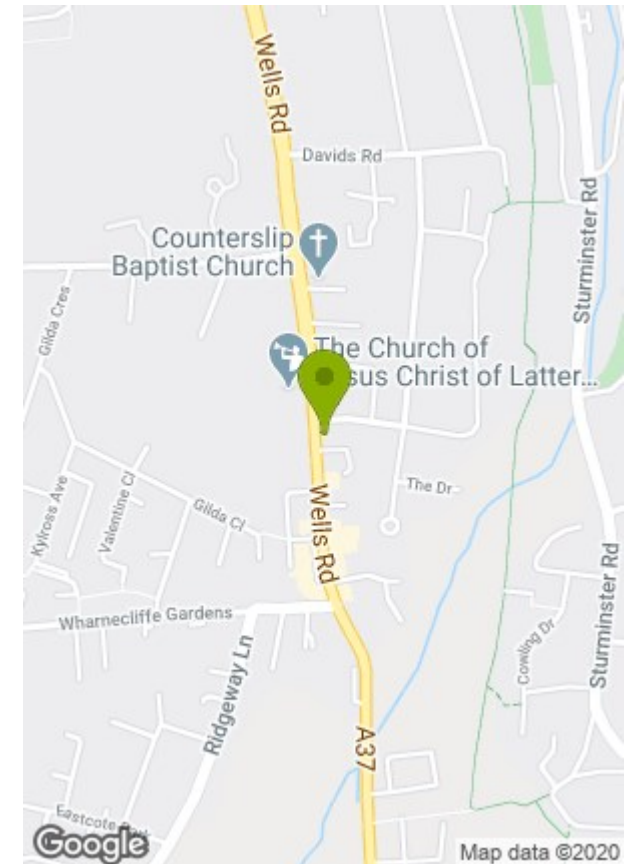 Wells Rd
Davids Rd
Sturminster Rd
Counterslip
Baptist Church
Gilda Cres
The Church of
sus Christ of Latter...
Kylross Ave
Valentine Cl
Gilda Cl
The Dr
Wells Rd
Wharnecliffe Gardens
Ridgeway Ln
Cowling Dr
Sturminster Rd
A37
Eastcote
Google
Map data ©2020